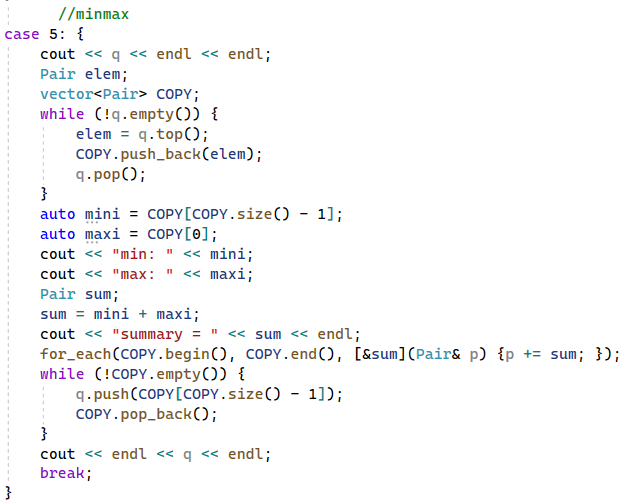 //minmax
case 5: {
cout << q << endl << endl;
Pair elem;
vector<Pair> COPY;
while (!q.empty()) {
elem = q.top();
COPY.push_back(elem);
q.pop();
}
auto mini = COPY[COPY.size() - 1];
auto maxi = COPY[0];
cout << "min: " << mini;
cout << "max: " << maxi;
Pair sum;
sum = mini + maxi;
cout << "summary = " << sum << endl;
for_each(COPY.begin(), COPY.end(), [&sum](Pair& p) {p += sum; });
while (!COPY.empty()) {
q.push(COPY[COPY.size() - 1]);
COPY.pop_back();
}
cout << endl << q << endl;
break;
}